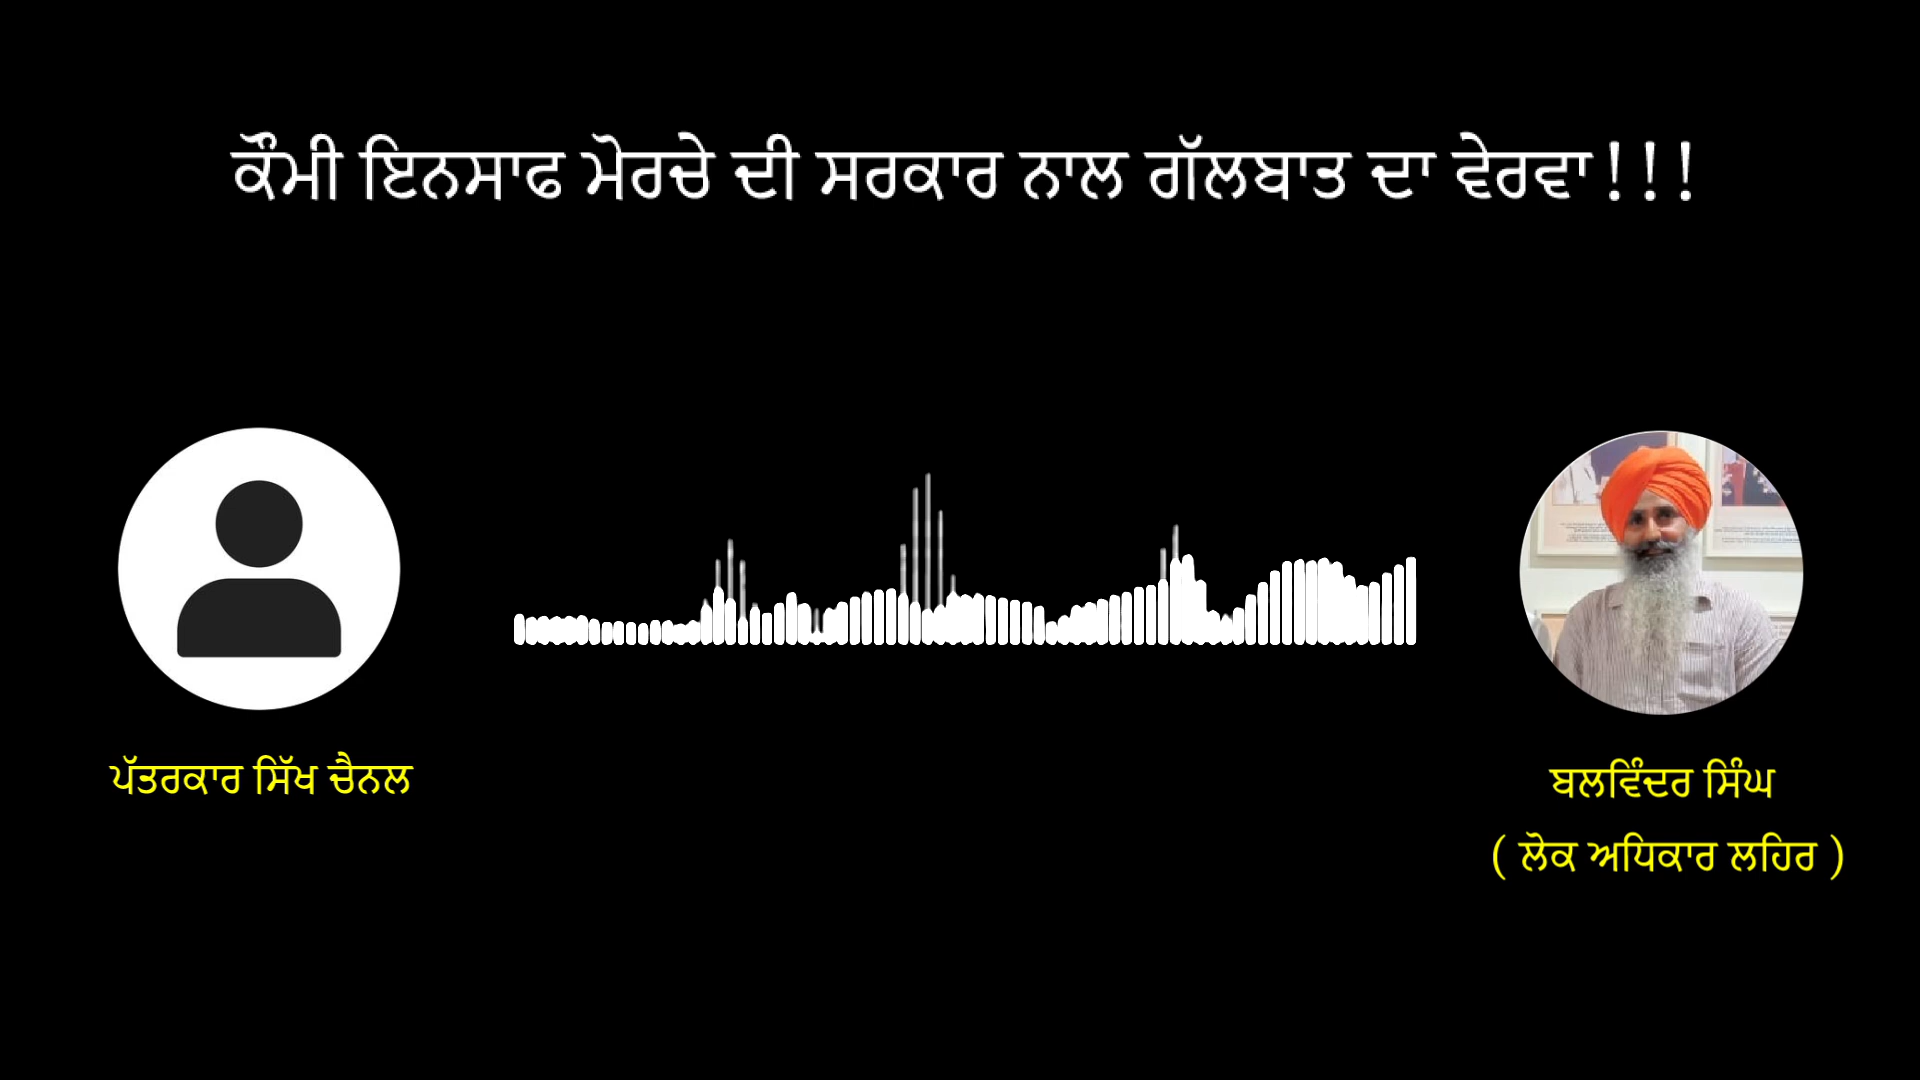 ਕੌਮੀ ਇਨਸਾਫ ਮੋਰਚੇ ਦੀ ਸਰਕਾਰ ਨਾਲ ਗੱਲਬਾਤ ਦਾ ਵੇਰਵਾ!!!
ਪੱਤਰਕਾਰ ਸਿੱਖ ਚੈਨਲ
ਬਲਵਿੰਦਰ ਸਿੰਘ
( ਲੋਕ ਅਧਿਕਾਰ ਲਹਿਰ )